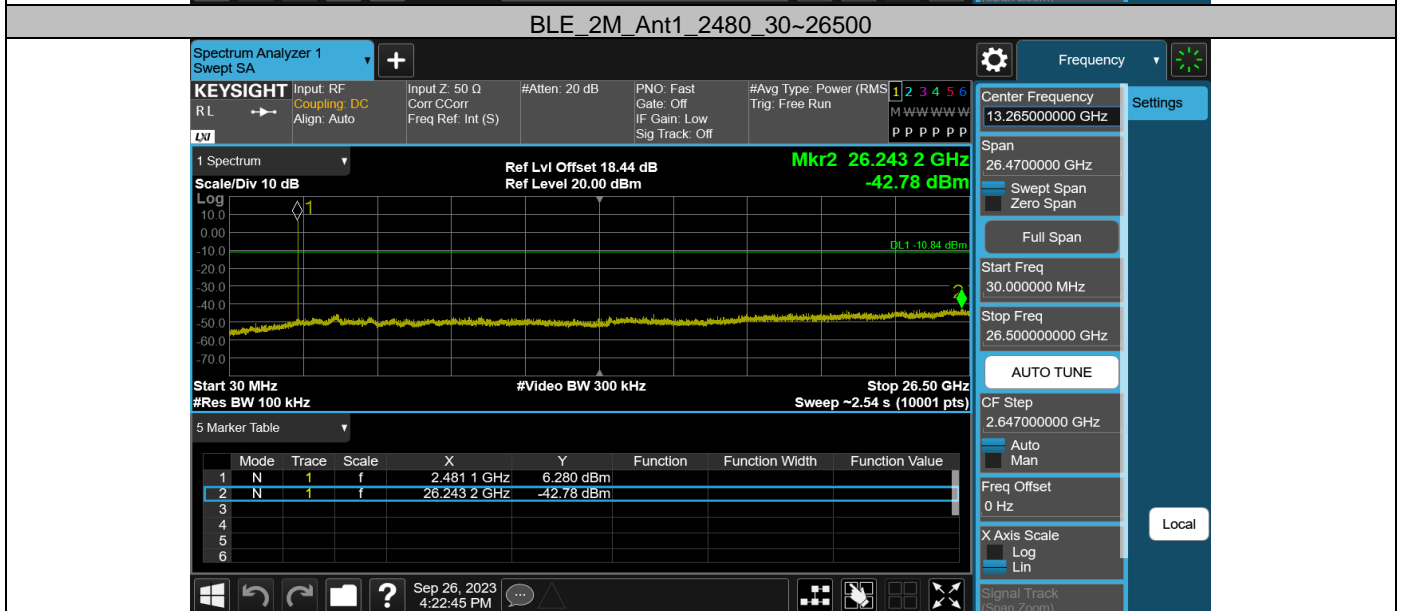 BLE_2M_Ant1_2480_30~26500
Spectrum Analyzer 1
Swept SA
+
Frequency
KEYSIGHT
RL
LXI
Input: RF
Coupling: DC
Align: Auto
Input Z: 50 Ω
Corr CCorr
Freq Ref: Int (S)
#Atten: 20 dB
PNO: Fast
Gate: Off
IF Gain: Low
Sig Track: Off
#Avg Type: Power (RMS
Trig: Free Run
1 2 3 4 5 6
M W W W W W
P P P P P P
1 Spectrum
Scale/Div 10 dB
Ref Lvl Offset 18.44 dB
Ref Level 20.00 dBm
Mkr2 26.243 2 GHz
-42.78 dBm
Log
10.0
0.00
-10.0
-20.0
-30.0
-40.0
-50.0
-60.0
-70.0
1
DL1 -10.84 dBm
2
Start 30 MHz
#Res BW 100 kHz
#Video BW 300 kHz
Stop 26.50 GHz
Sweep ~2.54 s (10001 pts)
5 Marker Table
Mode Trace Scale X Y Function Function Width Function Value
1 N 1 f 2.481 1 GHz 6.280 dBm
2 N 1 f 26.243 2 GHz -42.78 dBm
3
4
5
6
?
Sep 26, 2023
4:22:45 PM
Center Frequency
13.265000000 GHz
Span
26.4700000 GHz
Swept Span
Zero Span
Full Span
Start Freq
30.000000 MHz
Stop Freq
26.500000000 GHz
AUTO TUNE
CF Step
2.647000000 GHz
Auto
Man
Freq Offset
0 Hz
X Axis Scale
Log
Lin
Signal Track
(Span Zoom)
Settings
Local